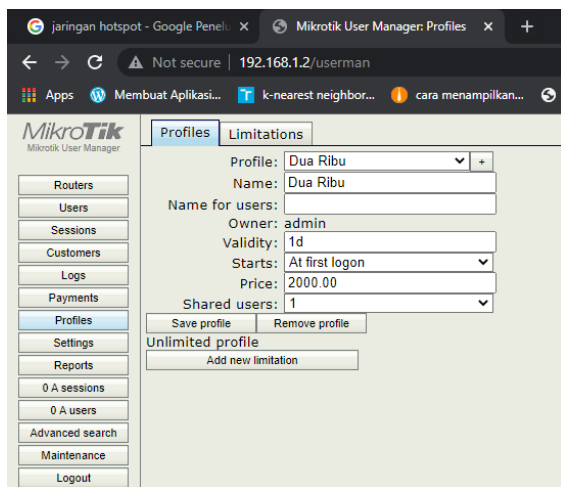 jaringan hotspot - Google Penelu
Mikrotik User Manager: Profiles
Not secure | 192.168.1.2/userman
Apps
Membuat Aplikasi...
k-nearest neighbor...
cara menampilkan...
MikroTik
Mikrotik User Manager
Routers
Users
Sessions
Customers
Logs
Payments
Profiles
Settings
Reports
0 A sessions
0 A users
Advanced search
Maintenance
Logout
Profiles Limitations
Profile: Dua Ribu +
Name: Dua Ribu
Name for users:
Owner: admin
Validity: 1d
Starts: At first logon
Price: 2000.00
Shared users: 1
Save profile Remove profile
Unlimited profile
Add new limitation